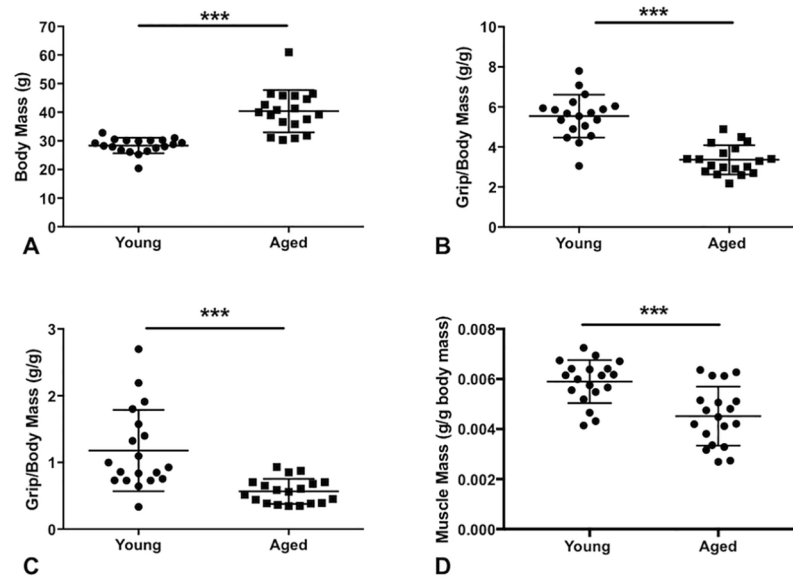 ***
70
60
50
40
30
20
10
0
Body Mass (g)
Young
Aged
A
***
10
8
6
4
2
0
Grip/Body Mass (g/g)
Young
Aged
B
***
3
2
1
0
Grip/Body Mass (g/g)
Young
Aged
C
***
0.008
0.006
0.004
0.002
0.000
Muscle Mass (g/g body mass)
Young
Aged
D